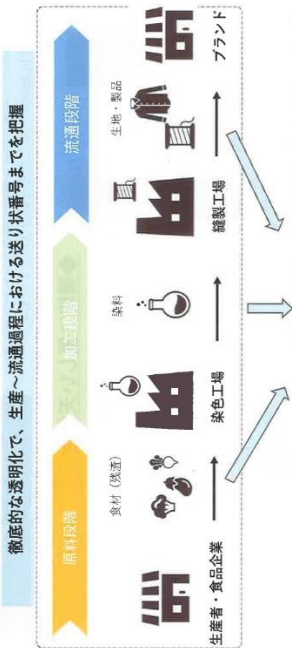 徹底的な透明化で、生産～流通過程における送り状番号までを把握
原料段階
加工段階
流通段階
食材（残渣）
染料
生地・製品
生産者・食品企業
染色工場
縫製工場
ブランド